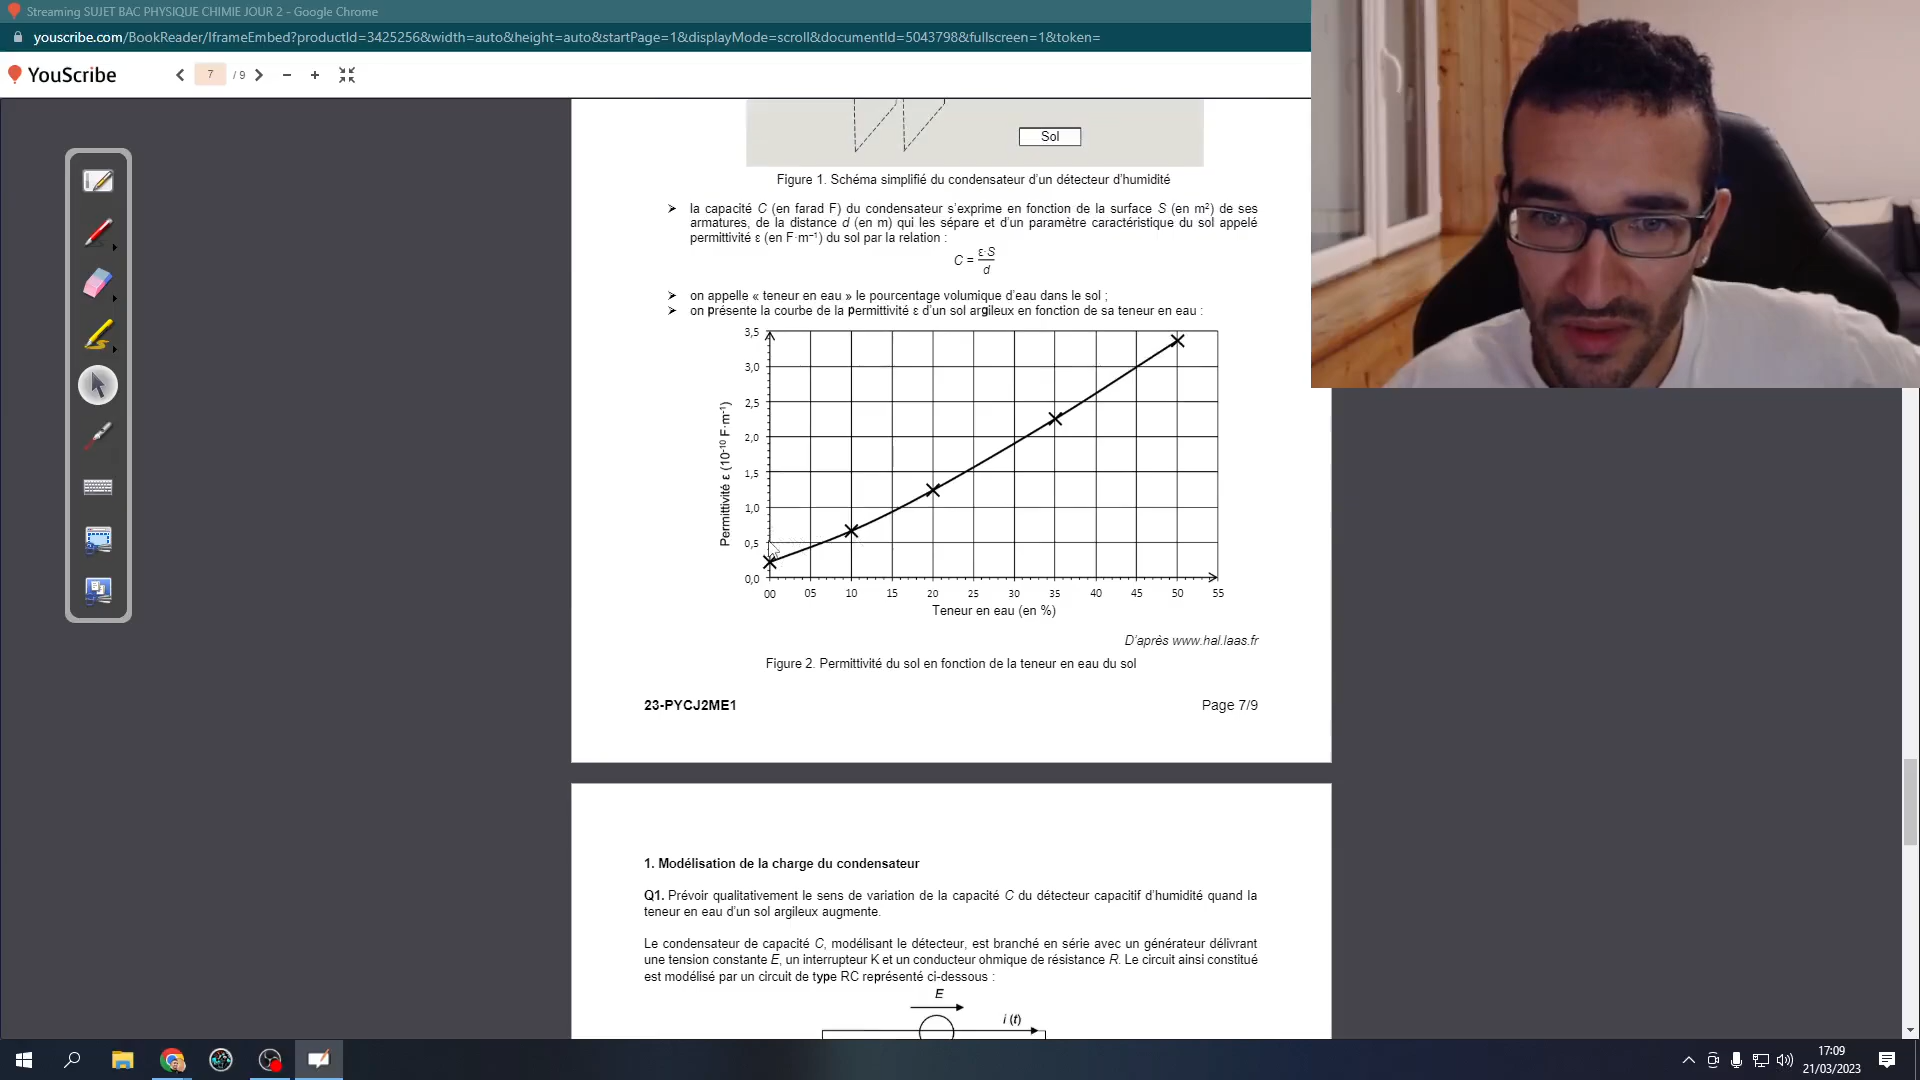 Streaming SUJET BAC PHYSIQUE CHIMIE JOUR 2 - Google Chrome
youscribe.com/BookReader/IframeEmbed?productId=3425256&width=auto&height=auto&startPage=1&displayMode=scroll&documentId=5043798&fullscreen=1&token=
YouScribe
7 / 9
Sol
Figure 1. Schéma simplifié du condensateur d'un détecteur d'humidité
➢ la capacité C (en farad F) du condensateur s'exprime en fonction de la surface S (en m²) de ses
armatures, de la distance d (en m) qui les sépare et d'un paramètre caractéristique du sol appelé
permittivité ε (en F·m⁻¹) du sol par la relation :
C = ε·S / d
➢ on appelle « teneur en eau » le pourcentage volumique d'eau dans le sol ;
➢ on présente la courbe de la permittivité ε d'un sol argileux en fonction de sa teneur en eau :
Permittivité ε (10⁻¹⁰ F·m⁻¹)
3,5
3,0
2,5
2,0
1,5
1,0
0,5
0,0
00 05 10 15 20 25 30 35 40 45 50 55
Teneur en eau (en %)
D'après www.hal.laas.fr
Figure 2. Permittivité du sol en fonction de la teneur en eau du sol
23-PYCJ2ME1 Page 7/9
1. Modélisation de la charge du condensateur
Q1. Prévoir qualitativement le sens de variation de la capacité C du détecteur capacitif d'humidité quand la
teneur en eau d'un sol argileux augmente.
Le condensateur de capacité C, modélisant le détecteur, est branché en série avec un générateur délivrant
une tension constante E, un interrupteur K et un conducteur ohmique de résistance R. Le circuit ainsi constitué
est modélisé par un circuit de type RC représenté ci-dessous :
E
i (t)
17:09
21/03/2023